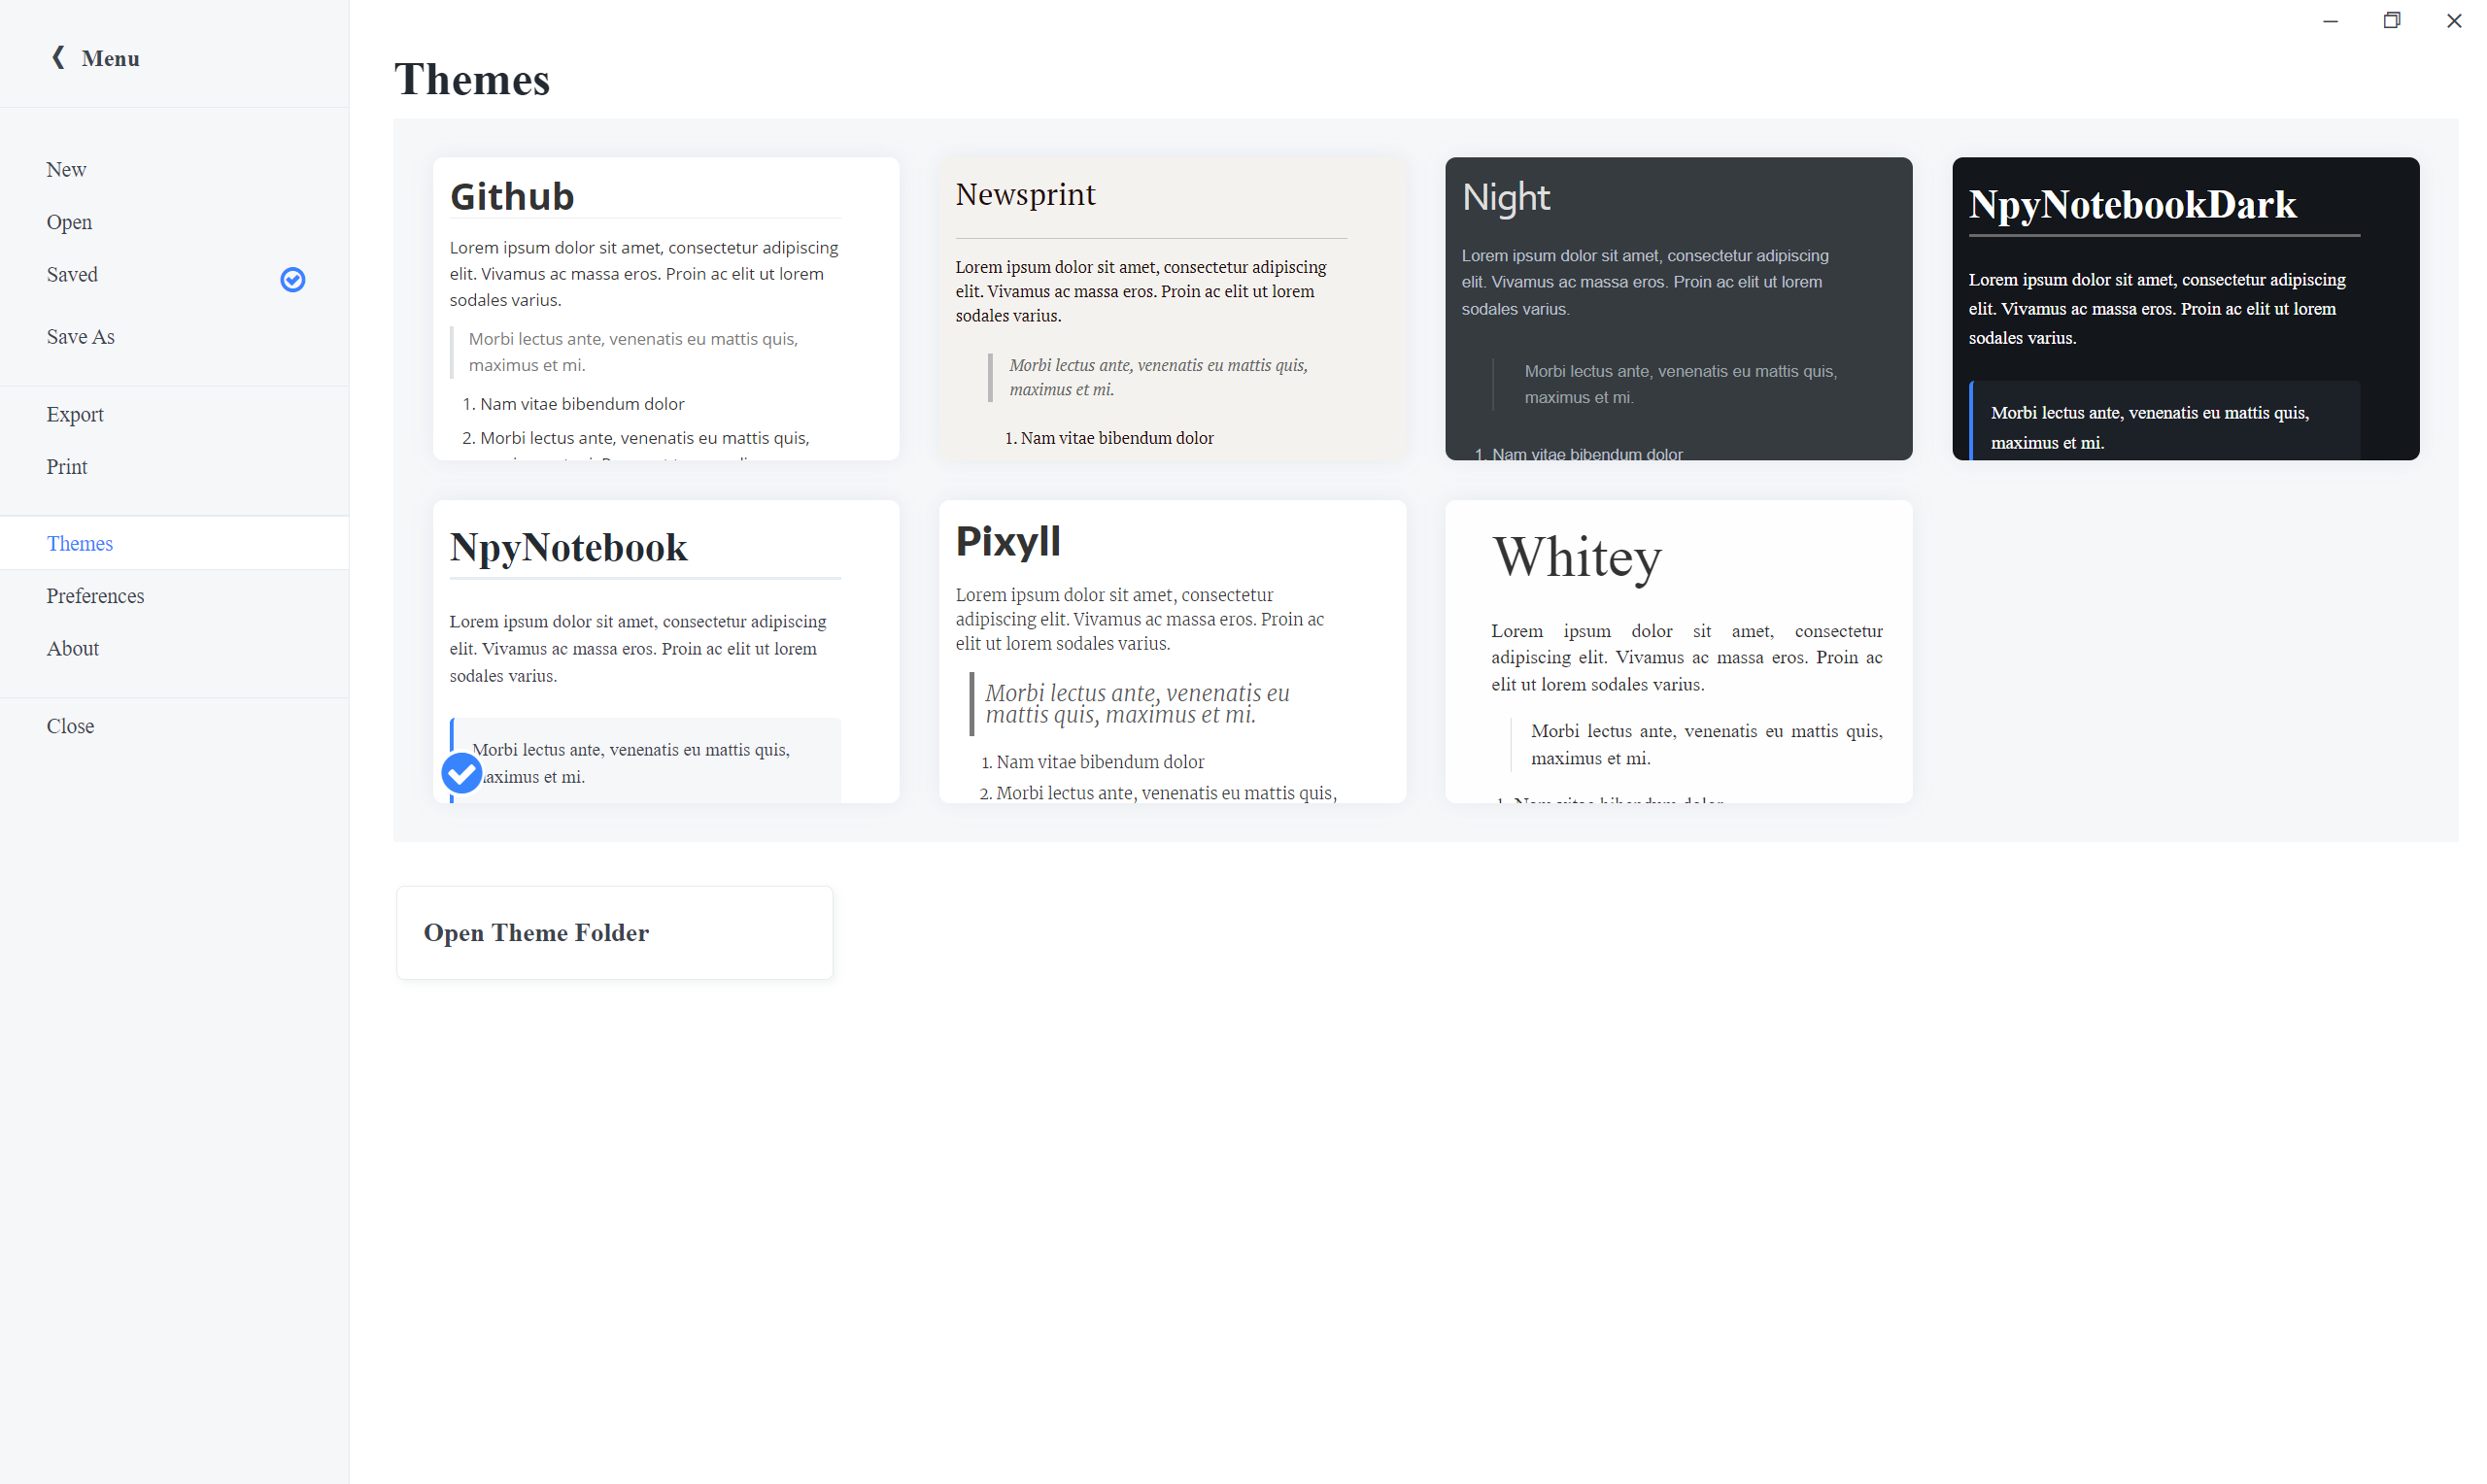 Menu
New
Open
Saved
Save As
Export
Print
Themes
Preferences
About
Close
Themes
Github
Lorem ipsum dolor sit amet, consectetur adipiscing
elit. Vivamus ac massa eros. Proin ac elit ut lorem
sodales varius.
Morbi lectus ante, venenatis eu mattis quis,
maximus et mi.
1. Nam vitae bibendum dolor
2. Morbi lectus ante, venenatis eu mattis quis,
Newsprint
Lorem ipsum dolor sit amet, consectetur adipiscing
elit. Vivamus ac massa eros. Proin ac elit ut lorem
sodales varius.
Morbi lectus ante, venenatis eu mattis quis,
maximus et mi.
1. Nam vitae bibendum dolor
Night
Lorem ipsum dolor sit amet, consectetur adipiscing
elit. Vivamus ac massa eros. Proin ac elit ut lorem
sodales varius.
Morbi lectus ante, venenatis eu mattis quis,
maximus et mi.
1. Nam vitae bibendum dolor
NpyNotebookDark
Lorem ipsum dolor sit amet, consectetur adipiscing
elit. Vivamus ac massa eros. Proin ac elit ut lorem
sodales varius.
Morbi lectus ante, venenatis eu mattis quis,
maximus et mi.
NpyNotebook
Lorem ipsum dolor sit amet, consectetur adipiscing
elit. Vivamus ac massa eros. Proin ac elit ut lorem
sodales varius.
Morbi lectus ante, venenatis eu mattis quis,
aximus et mi.
Pixyll
Lorem ipsum dolor sit amet, consectetur
adipiscing elit. Vivamus ac massa eros. Proin ac
elit ut lorem sodales varius.
Morbi lectus ante, venenatis eu
mattis quis, maximus et mi.
1. Nam vitae bibendum dolor
2. Morbi lectus ante, venenatis eu mattis quis,
Whitey
Lorem ipsum dolor sit amet, consectetur
adipiscing elit. Vivamus ac massa eros. Proin ac
elit ut lorem sodales varius.
Morbi lectus ante, venenatis eu mattis quis,
maximus et mi.
1. Nam vitae bibendum dolor
Open Theme Folder